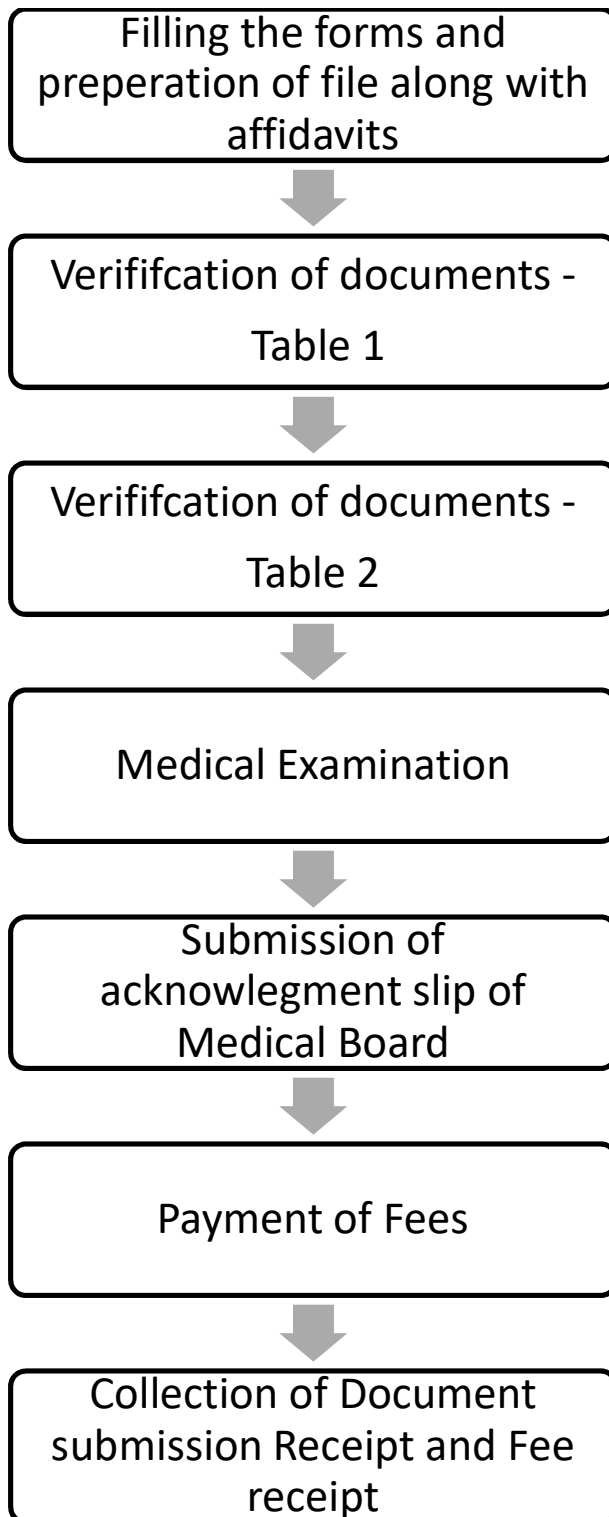 Filling the forms and
preperation of file along with
affidavits
Verififcation of documents -
Table 1
Verififcation of documents -
Table 2
Medical Examination
Submission of
acknowlegment slip of
Medical Board
Payment of Fees
Collection of Document
submission Receipt and Fee
receipt